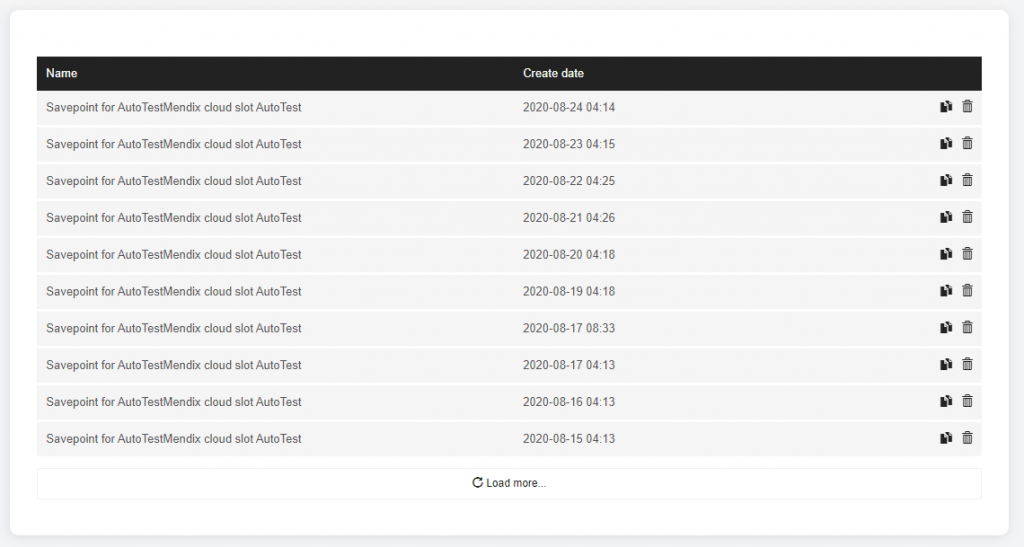 Name Create date
Savepoint for AutoTestMendix cloud slot AutoTest 2020-08-24 04:14
Savepoint for AutoTestMendix cloud slot AutoTest 2020-08-23 04:15
Savepoint for AutoTestMendix cloud slot AutoTest 2020-08-22 04:25
Savepoint for AutoTestMendix cloud slot AutoTest 2020-08-21 04:26
Savepoint for AutoTestMendix cloud slot AutoTest 2020-08-20 04:18
Savepoint for AutoTestMendix cloud slot AutoTest 2020-08-19 04:18
Savepoint for AutoTestMendix cloud slot AutoTest 2020-08-17 08:33
Savepoint for AutoTestMendix cloud slot AutoTest 2020-08-17 04:13
Savepoint for AutoTestMendix cloud slot AutoTest 2020-08-16 04:13
Savepoint for AutoTestMendix cloud slot AutoTest 2020-08-15 04:13
Load more...